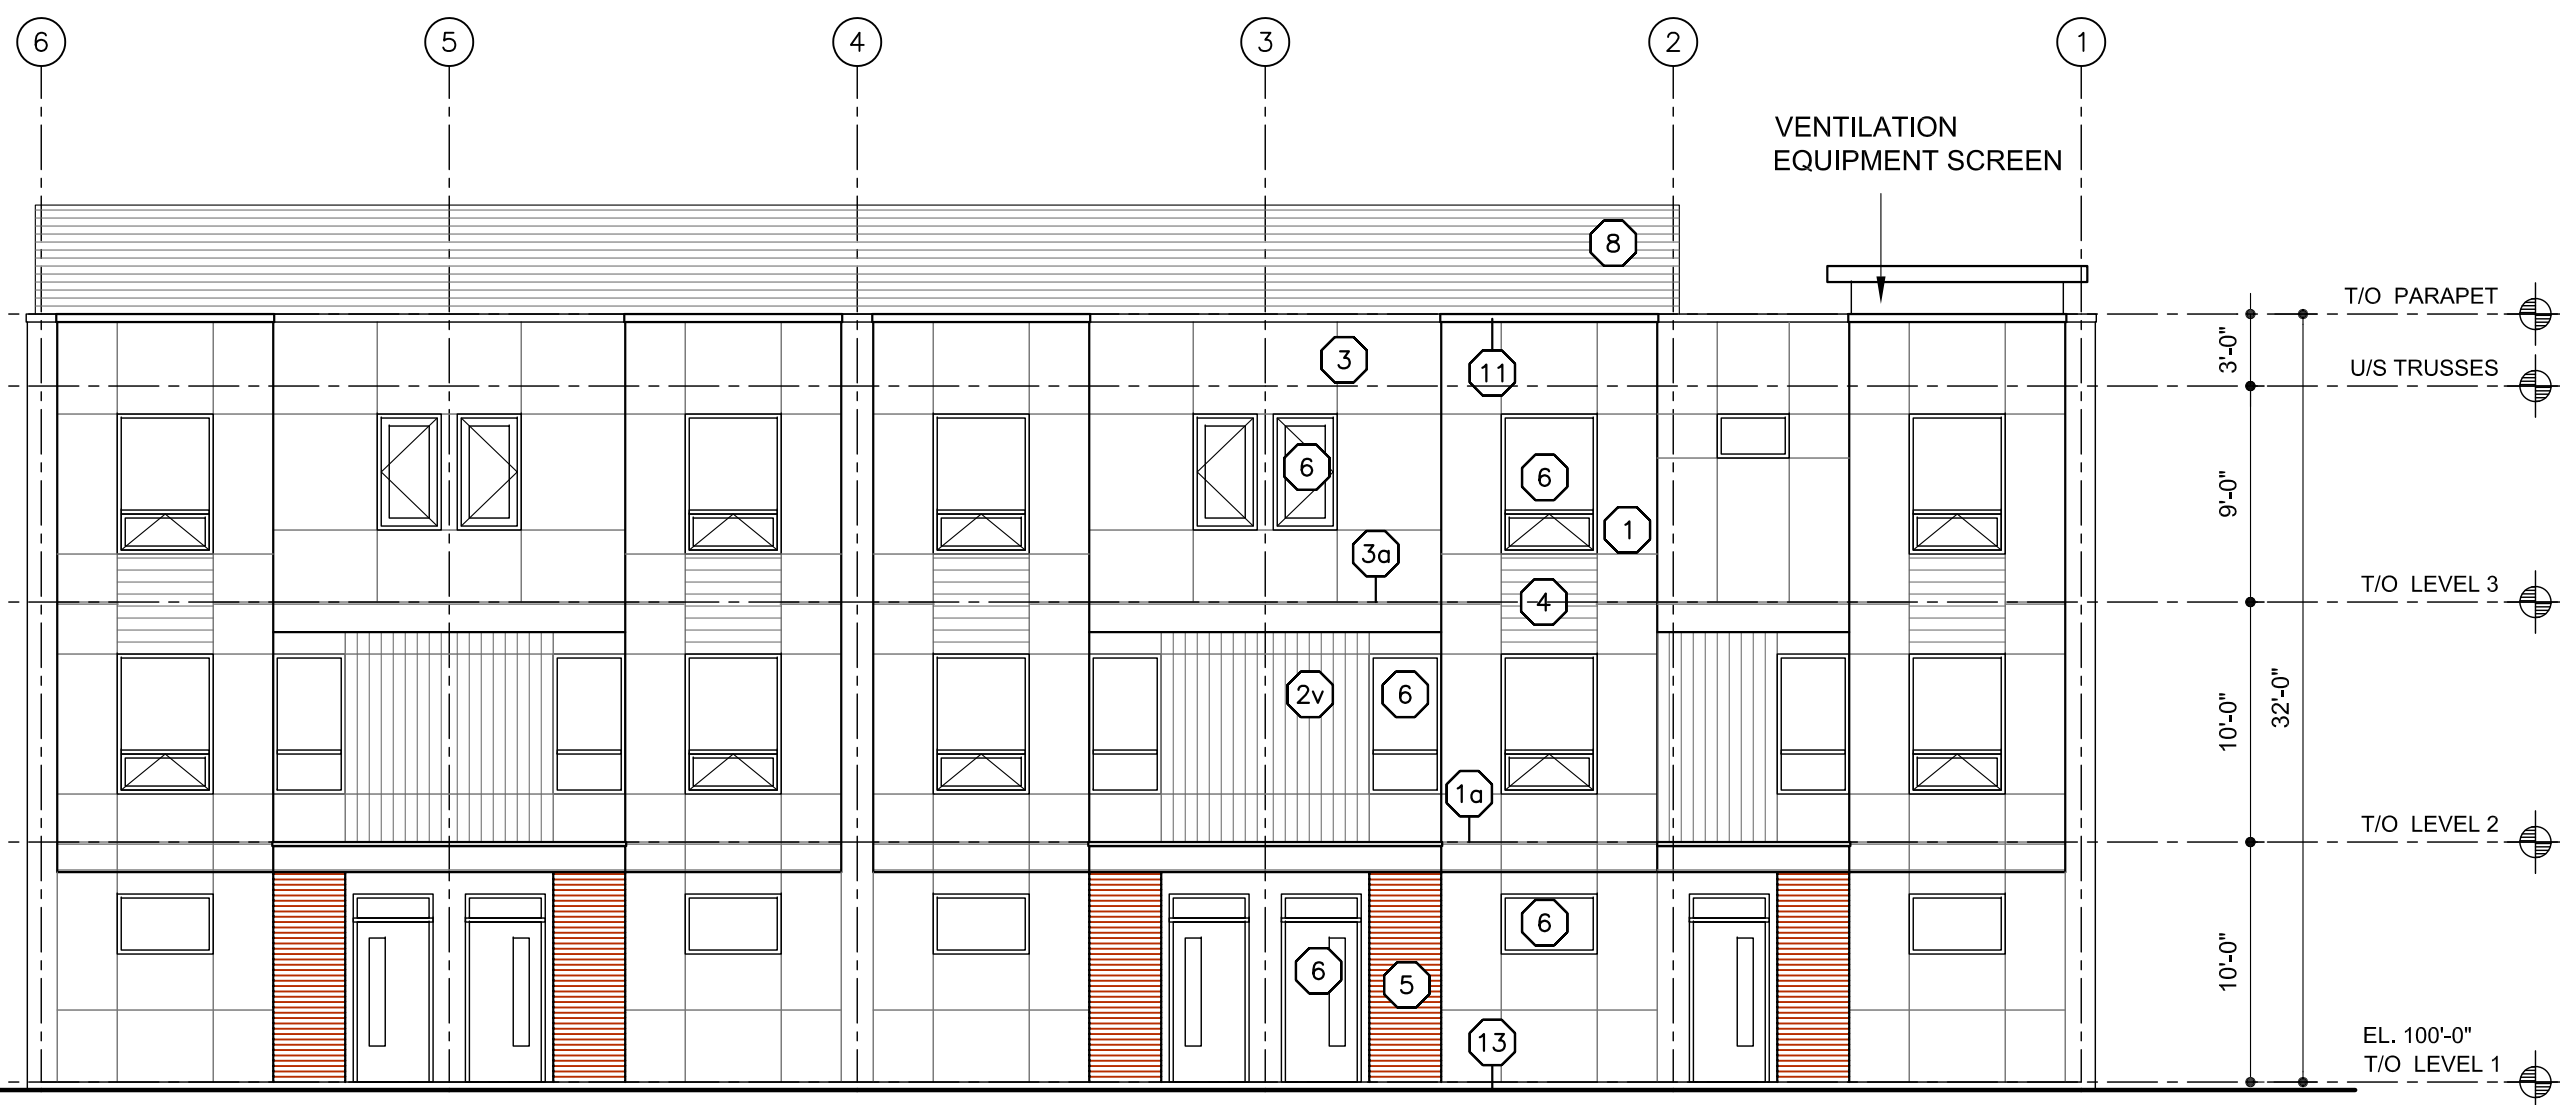 6
5
4
3
2
1
VENTILATION
EQUIPMENT SCREEN
8
T/O PARAPET
3'-0"
3
11
U/S TRUSSES
6
6
9'-0"
1
3a
4
T/O LEVEL 3
2v
6
10'-0"
32'-0"
1a
T/O LEVEL 2
6
6
5
10'-0"
13
EL. 100'-0"
T/O LEVEL 1